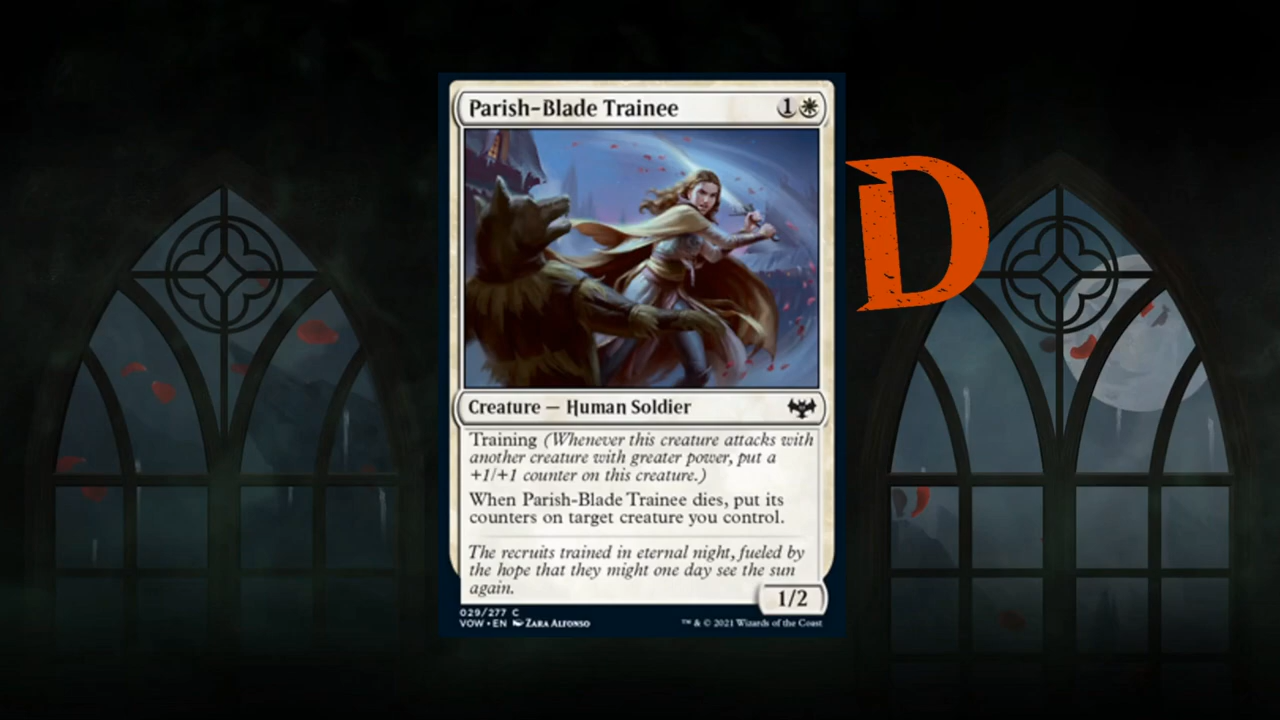 Parish-Blade Trainee 1
D
Creature — Human Soldier
Training (Whenever this creature attacks with
another creature with greater power, put a
+1/+1 counter on this creature.)
When Parish-Blade Trainee dies, put its
counters on target creature you control.
The recruits trained in eternal night, fueled by
the hope that they might one day see the sun
again.
1/2
029/277 C
VOW • EN Zara Alfonso
™ & © 2021 Wizards of the Coast